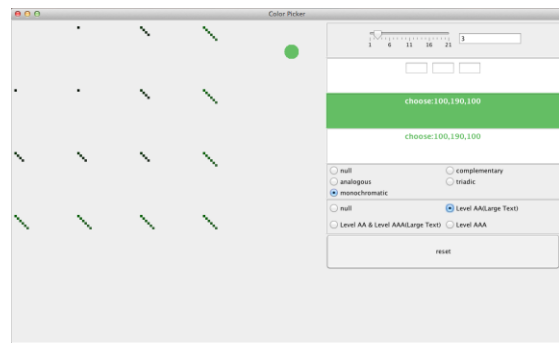 Color Picker
3
1 6 11 16 21
choose:100,190,100
choose:100,190,100
null
complementary
analogous
triadic
monochromatic
null
Level AA(Large Text)
Level AA & Level AAA(Large Text)
Level AAA
reset